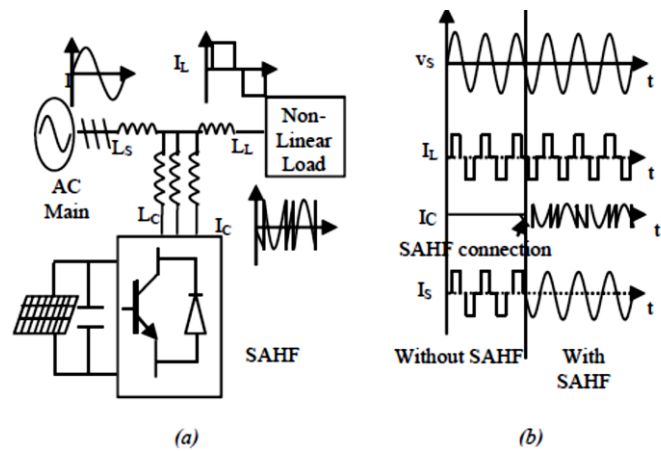 I
I_L
Non-
Linear
Load
L_S
L_L
AC
Main
L_C
I_C
SAHF
(a)
v_S
t
I_L
t
I_C
t
SAHF connection
I_S
t
Without SAHF
With
SAHF
(b)